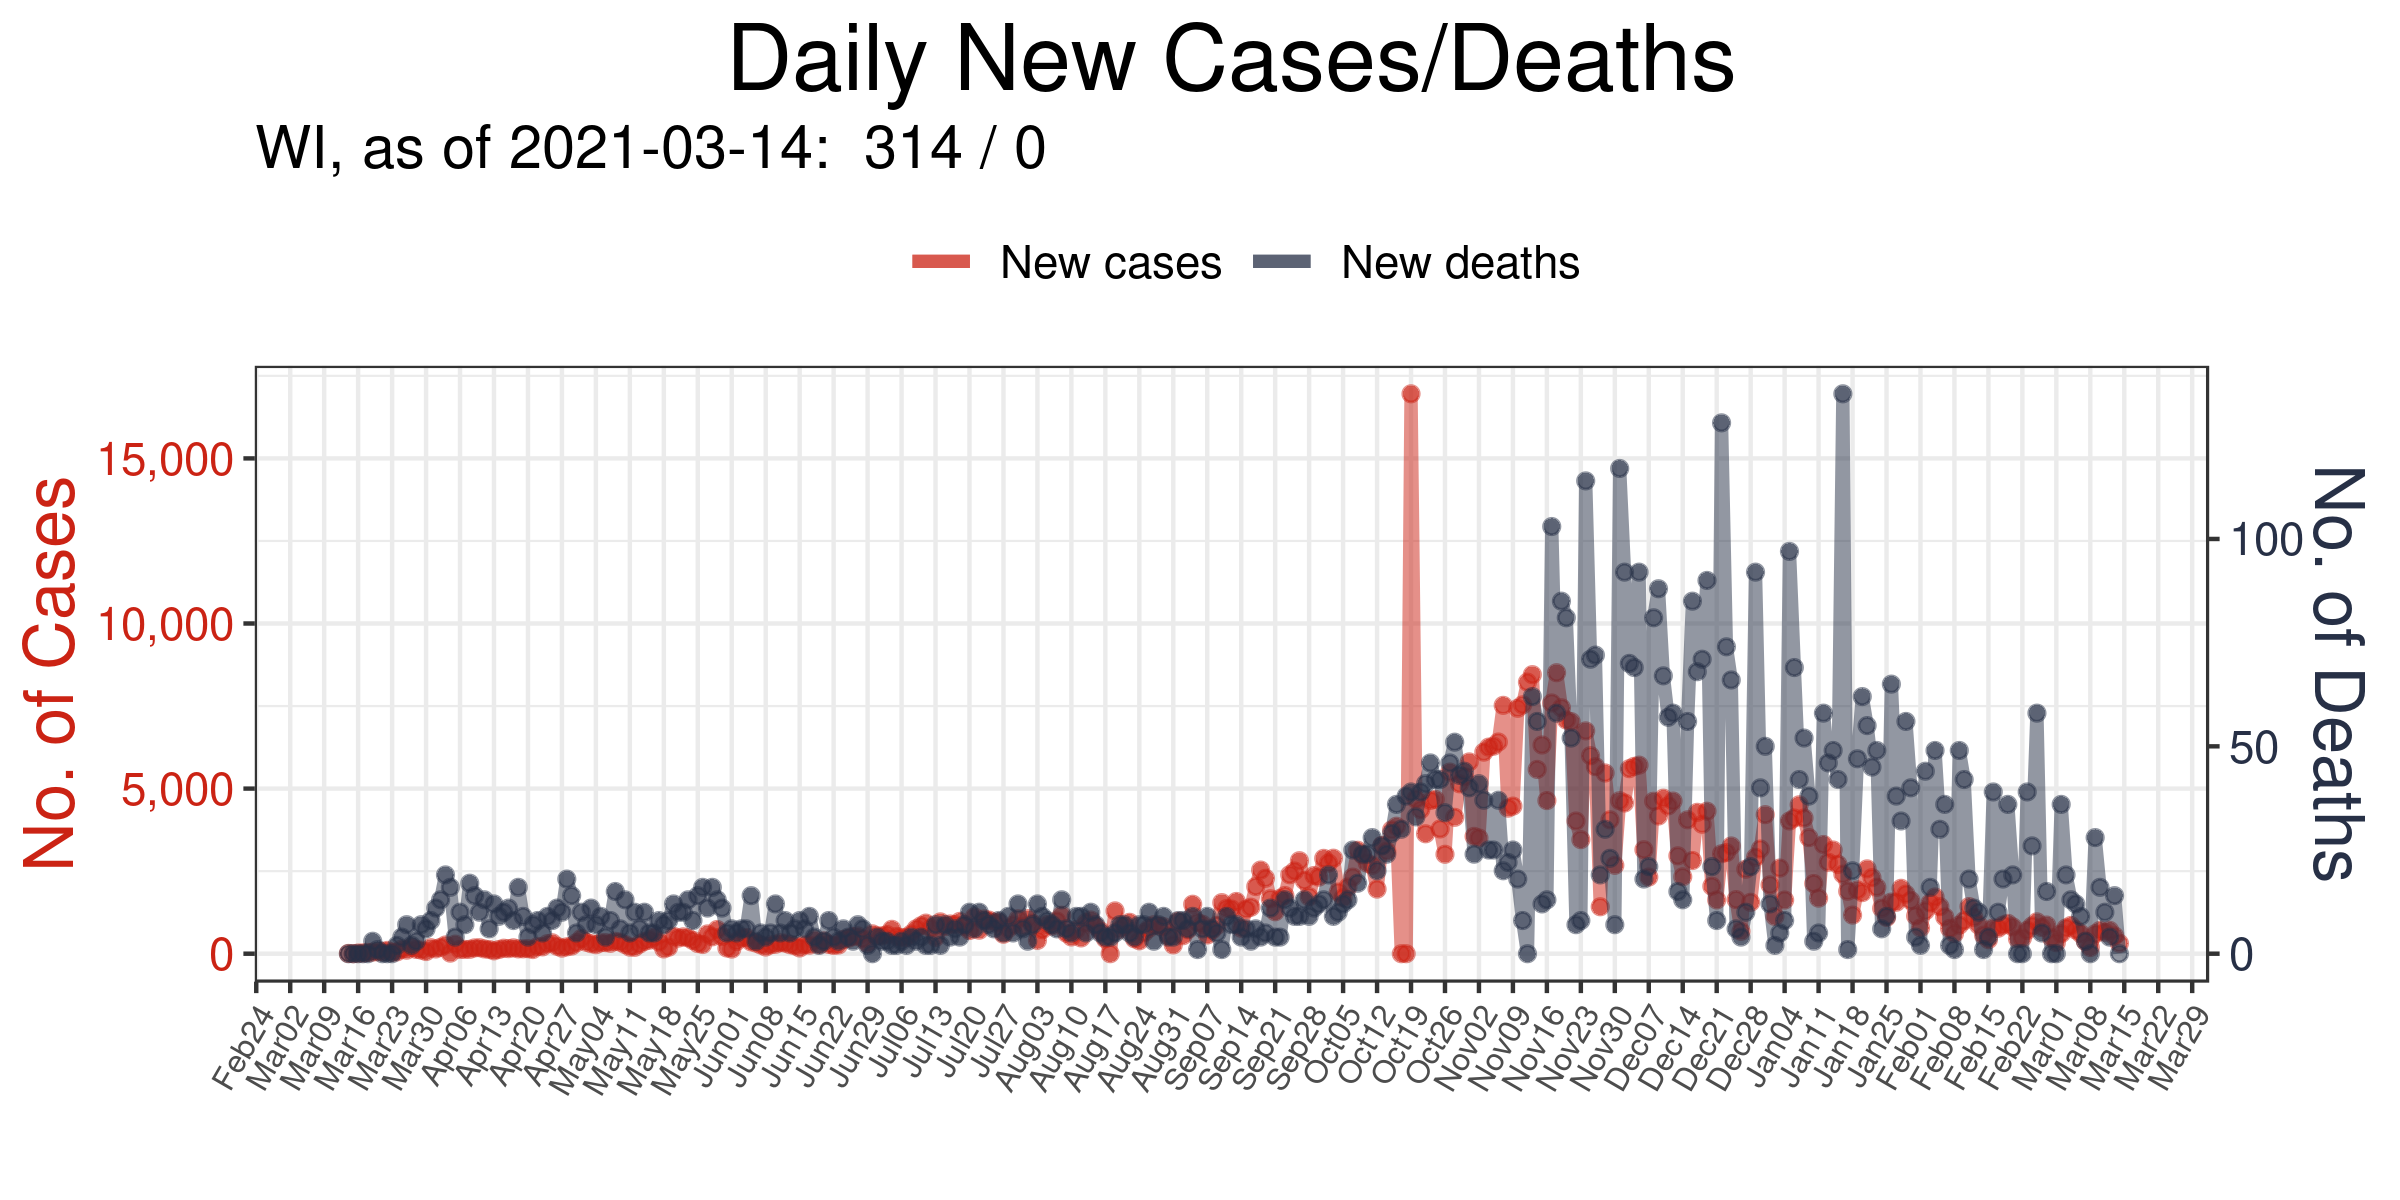 Daily New Cases/Deaths
WI, as of 2021-03-14:  314 / 0
New cases
New deaths
No. of Cases
15,000
10,000
5,000
0
100
50
0
No. of Deaths
Feb24
Mar02
Mar09
Mar16
Mar23
Mar30
Apr06
Apr13
Apr20
Apr27
May04
May11
May18
May25
Jun01
Jun08
Jun15
Jun22
Jun29
Jul06
Jul13
Jul20
Jul27
Aug03
Aug10
Aug17
Aug24
Aug31
Sep07
Sep14
Sep21
Sep28
Oct05
Oct12
Oct19
Oct26
Nov02
Nov09
Nov16
Nov23
Nov30
Dec07
Dec14
Dec21
Dec28
Jan04
Jan11
Jan18
Jan25
Feb01
Feb08
Feb15
Feb22
Mar01
Mar08
Mar15
Mar22
Mar29